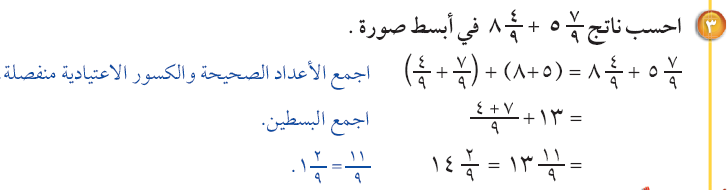 ٣ احسب ناتج ٥ ٧/٩ + ٨ ٤/٩ في أبسط صورة .
٥ ٧/٩ + ٨ ٤/٩ = (٥+٨) + (٧/٩ + ٤/٩) اجمع الأعداد الصحيحة والكسور الاعتيادية منفصلة.
= ١٣ + (٧ + ٤)/٩ اجمع البسطين.
= ١٣ ١١/٩ = ١٤ ٢/٩ ١١/٩ = ١ ٢/٩ .